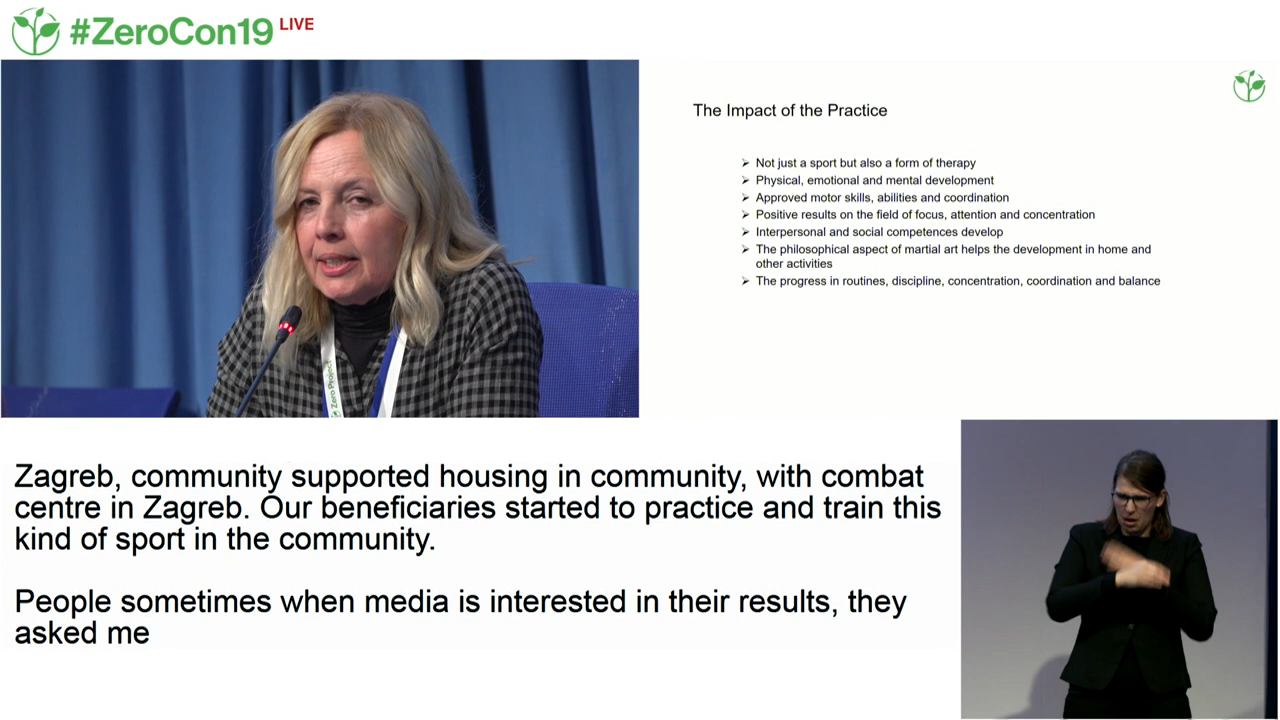 #ZeroCon19 LIVE
The Impact of the Practice
➢ Not just a sport but also a form of therapy
➢ Physical, emotional and mental development
➢ Approved motor skills, abilities and coordination
➢ Positive results on the field of focus, attention and concentration
➢ Interpersonal and social competences develop
➢ The philosophical aspect of martial art helps the development in home and
other activities
➢ The progress in routines, discipline, concentration, coordination and balance
Zero Project
Zagreb, community supported housing in community, with combat
centre in Zagreb. Our beneficiaries started to practice and train this
kind of sport in the community.
People sometimes when media is interested in their results, they
asked me